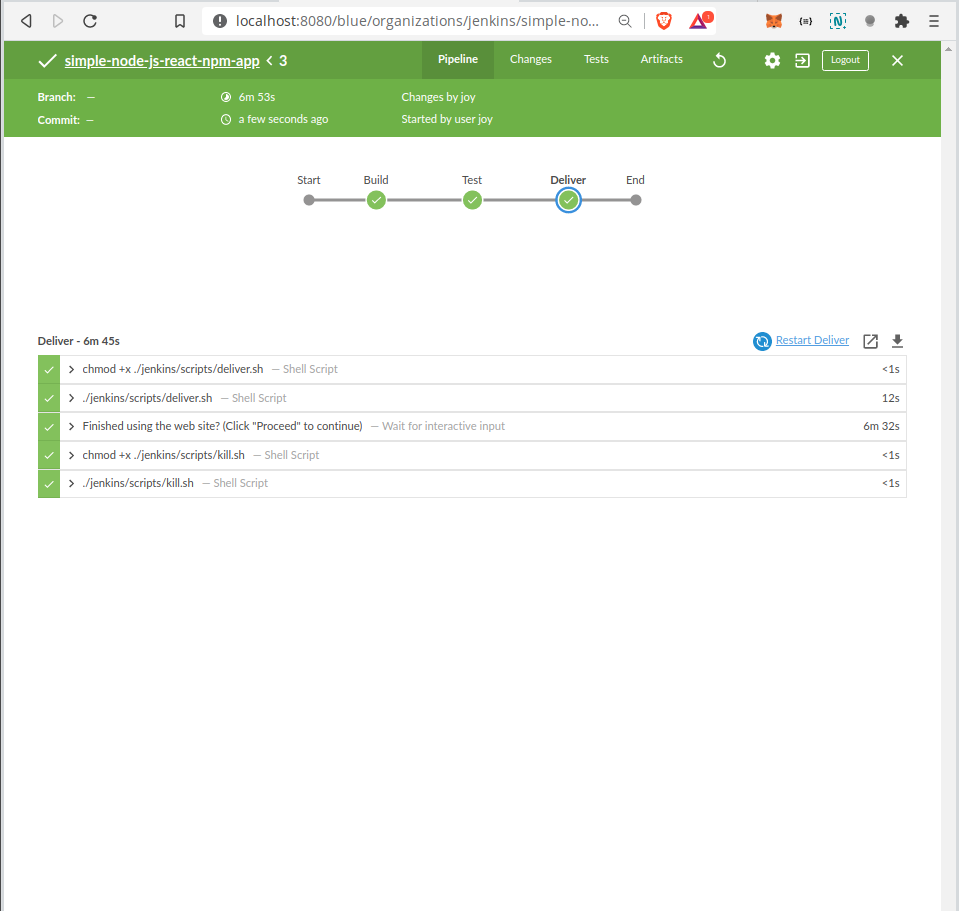 localhost:8080/blue/organizations/jenkins/simple-no...
simple-node-js-react-npm-app < 3
Pipeline Changes Tests Artifacts Logout
Branch: — 6m 53s Changes by joy
Commit: — a few seconds ago Started by user joy
Start Build Test Deliver End
Deliver - 6m 45s Restart Deliver
chmod +x ./jenkins/scripts/deliver.sh — Shell Script <1s
./jenkins/scripts/deliver.sh — Shell Script 12s
Finished using the web site? (Click "Proceed" to continue) — Wait for interactive input 6m 32s
chmod +x ./jenkins/scripts/kill.sh — Shell Script <1s
./jenkins/scripts/kill.sh — Shell Script <1s